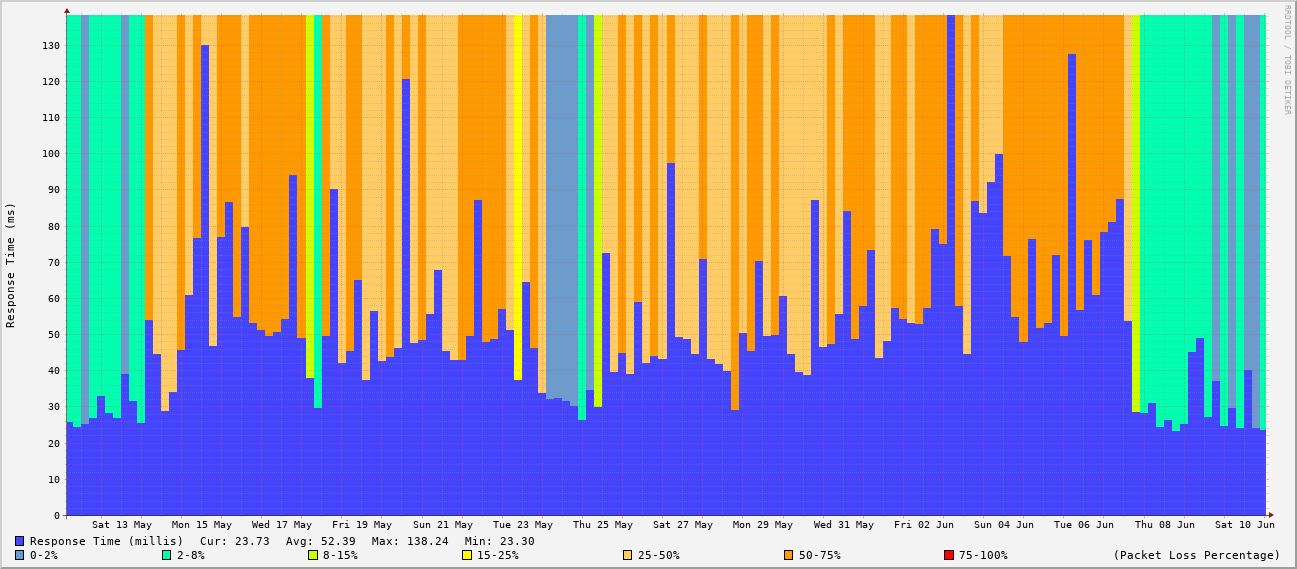 RRDTOOL / TOBI OETIKER
Response Time (ms)
130
120
110
100
90
80
70
60
50
40
30
20
10
0
Sat 13 May Mon 15 May Wed 17 May Fri 19 May Sun 21 May Tue 23 May Thu 25 May Sat 27 May Mon 29 May Wed 31 May Fri 02 Jun Sun 04 Jun Tue 06 Jun Thu 08 Jun Sat 10 Jun
Response Time (millis) Cur: 23.73 Avg: 52.39 Max: 138.24 Min: 23.30
0-2% 2-8% 8-15% 15-25% 25-50% 50-75% 75-100% (Packet Loss Percentage)